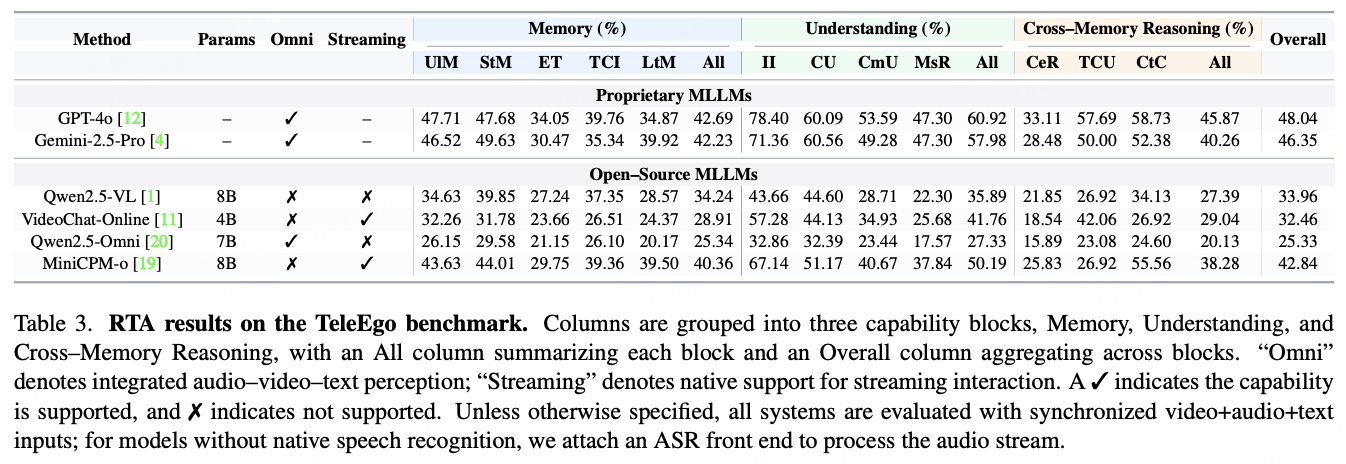 Method Params Omni Streaming Memory (%) Understanding (%) Cross–Memory Reasoning (%) Overall
UlM StM ET TCI LtM All II CU CmU MsR All CeR TCU CtC All
Proprietary MLLMs
GPT-4o [12] – ✓ – 47.71 47.68 34.05 39.76 34.87 42.69 78.40 60.09 53.59 47.30 60.92 33.11 57.69 58.73 45.87 48.04
Gemini-2.5-Pro [4] – ✓ – 46.52 49.63 30.47 35.34 39.92 42.23 71.36 60.56 49.28 47.30 57.98 28.48 50.00 52.38 40.26 46.35
Open–Source MLLMs
Qwen2.5-VL [1] 8B ✗ ✗ 34.63 39.85 27.24 37.35 28.57 34.24 43.66 44.60 28.71 22.30 35.89 21.85 26.92 34.13 27.39 33.96
VideoChat-Online [11] 4B ✗ ✓ 32.26 31.78 23.66 26.51 24.37 28.91 57.28 44.13 34.93 25.68 41.76 18.54 42.06 26.92 29.04 32.46
Qwen2.5-Omni [20] 7B ✓ ✗ 26.15 29.58 21.15 26.10 20.17 25.34 32.86 32.39 23.44 17.57 27.33 15.89 23.08 24.60 20.13 25.33
MiniCPM-o [19] 8B ✗ ✓ 43.63 44.01 29.75 39.36 39.50 40.36 67.14 51.17 40.67 37.84 50.19 25.83 26.92 55.56 38.28 42.84
Table 3. RTA results on the TeleEgo benchmark. Columns are grouped into three capability blocks, Memory, Understanding, and
Cross–Memory Reasoning, with an All column summarizing each block and an Overall column aggregating across blocks. “Omni”
denotes integrated audio–video–text perception; “Streaming” denotes native support for streaming interaction. A ✓ indicates the capability
is supported, and ✗ indicates not supported. Unless otherwise specified, all systems are evaluated with synchronized video+audio+text
inputs; for models without native speech recognition, we attach an ASR front end to process the audio stream.